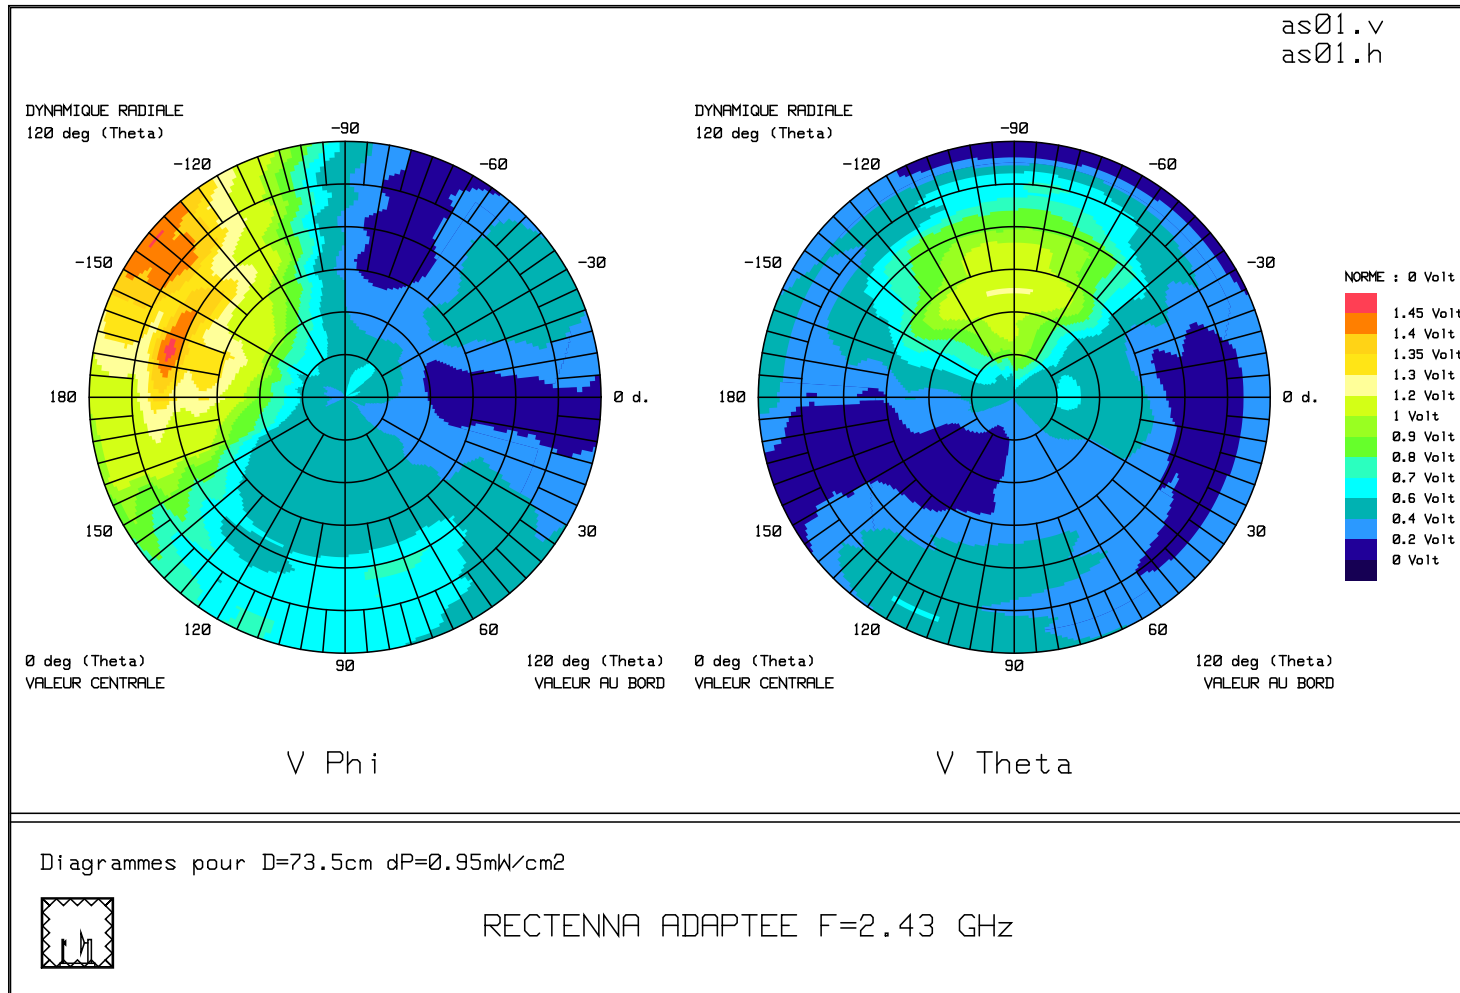 as01.v
as01.h
DYNAMIQUE RADIALE
120 deg (Theta)
-90
-120
-60
-150
-30
180
0 d.
150
30
120
60
90
0 deg (Theta)
VALEUR CENTRALE
120 deg (Theta)
VALEUR AU BORD
V Phi
DYNAMIQUE RADIALE
120 deg (Theta)
-90
-120
-60
-150
-30
180
0 d.
150
30
120
60
90
0 deg (Theta)
VALEUR CENTRALE
120 deg (Theta)
VALEUR AU BORD
V Theta
NORME : 0 Volt
1.45 Volt
1.4 Volt
1.35 Volt
1.3 Volt
1.2 Volt
1 Volt
0.9 Volt
0.8 Volt
0.7 Volt
0.6 Volt
0.4 Volt
0.2 Volt
0 Volt
Diagrammes pour D=73.5cm dP=0.95mW/cm2
RECTENNA ADAPTEE F=2.43 GHz